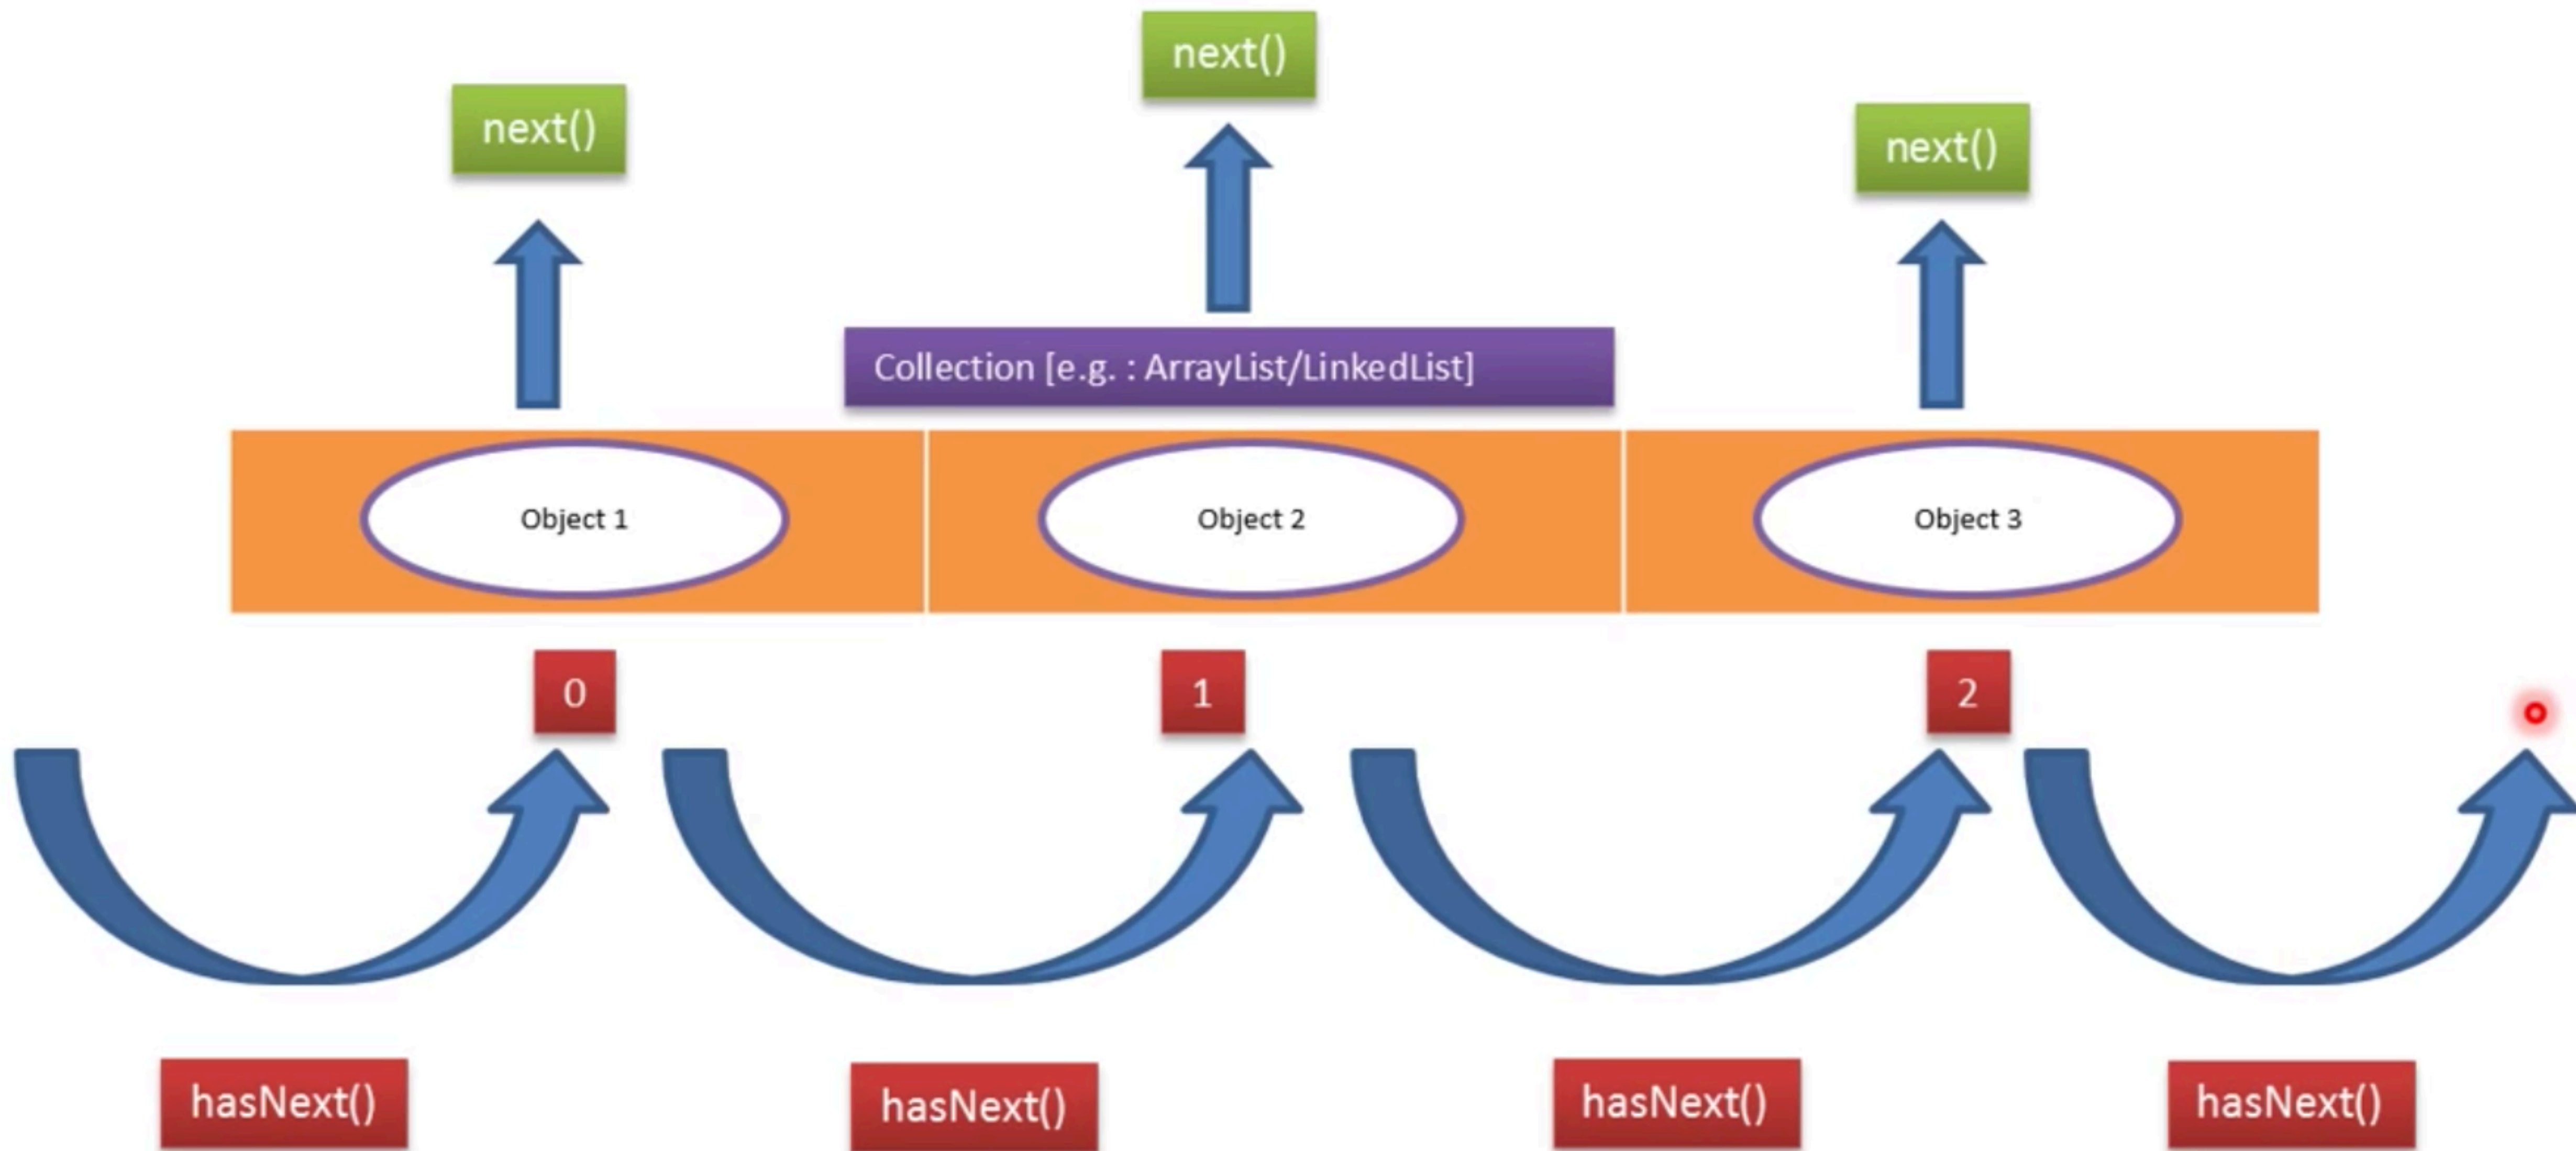 next()
next()
next()
Collection [e.g. : ArrayList/LinkedList]
Object 1
Object 2
Object 3
0
1
2
hasNext()
hasNext()
hasNext()
hasNext()